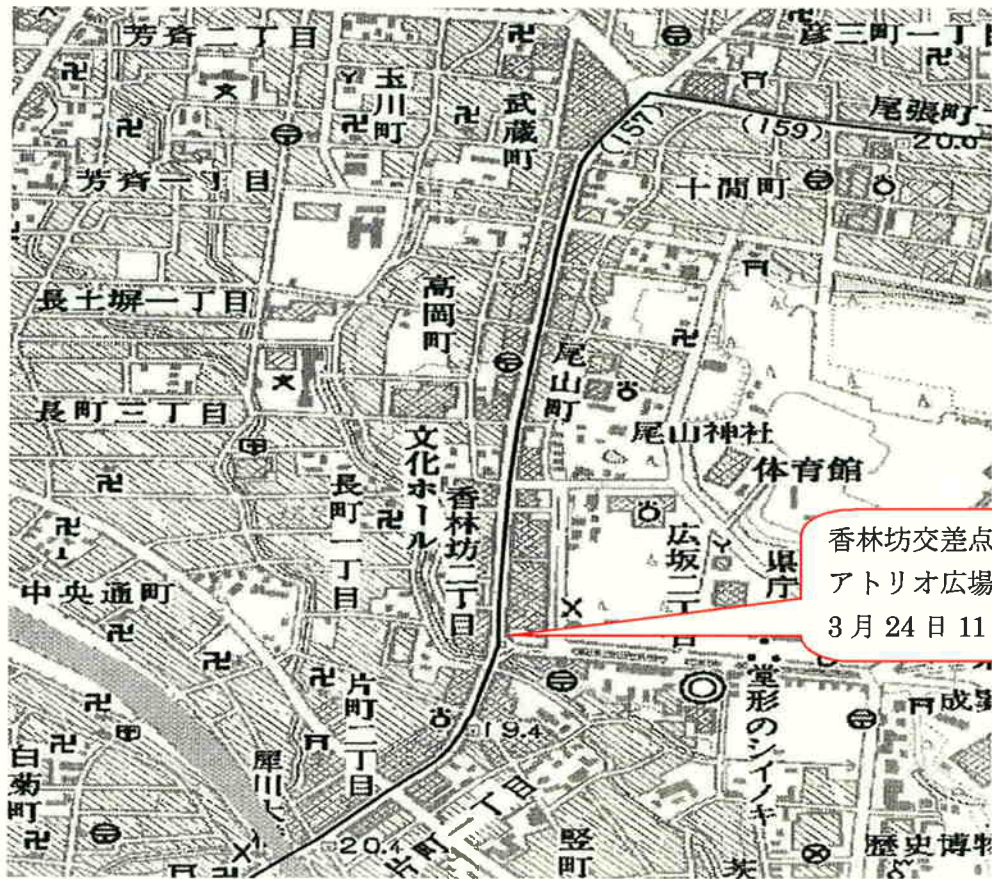 芳斉二丁目
玉川町
武蔵町
彦三町一丁目
尾張町
(157)
(159)
20.6
芳斉一丁目
十間町
長土塀一丁目
高岡町
尾山町
長町三丁目
尾山神社
体育館
文化ホール
香林坊二丁目
長町一丁目
広坂二丁目
県庁
香林坊交差点
アトリオ広場
3月24日11
中央通町
片町二丁目
堂形のシイノキ
19.4
白菊町
犀川大
20.4
竪町
歴史博物